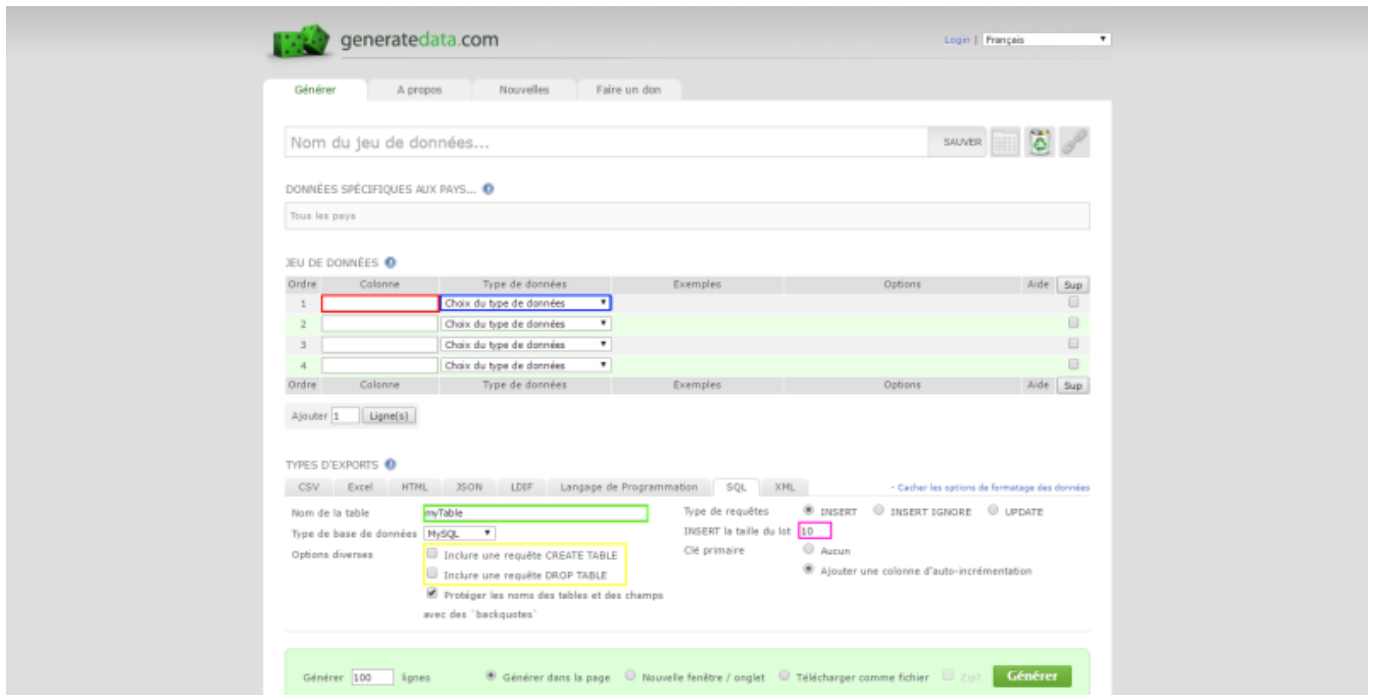 generatedata.com
Login | Français
Générer A propos Nouvelles Faire un don
Nom du jeu de données... SAUVER
DONNÉES SPÉCIFIQUES AUX PAYS...
Tous les pays
JEU DE DONNÉES
Ordre Colonne Type de données Exemples Options Aide Sup
1 Choix du type de données
2 Choix du type de données
3 Choix du type de données
4 Choix du type de données
Ordre Colonne Type de données Exemples Options Aide Sup
Ajouter 1 Ligne(s)
TYPES D'EXPORTS
CSV Excel HTML JSON LDIF Langage de Programmation SQL XML - Cacher les options de formatage des données
Nom de la table myTable Type de requêtes INSERT INSERT IGNORE UPDATE
Type de base de données MySQL INSERT la taille du lot 10
Options diverses Inclure une requête CREATE TABLE Clé primaire Aucun
Inclure une requête DROP TABLE Ajouter une colonne d'auto-incrémentation
Protéger les noms des tables et des champs
avec des `backquotes`
Générer 100 lignes Générer dans la page Nouvelle fenêtre / onglet Télécharger comme fichier Zip? Générer